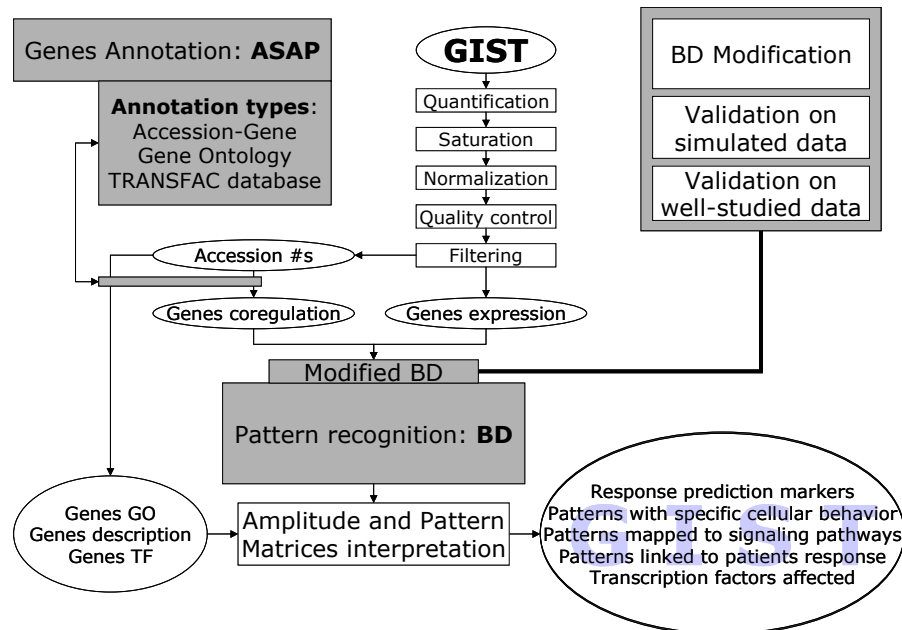 Genes Annotation: ASAP
Annotation types:
Accession-Gene
Gene Ontology
TRANSFAC database
GIST
Quantification
Saturation
Normalization
Quality control
Filtering
BD Modification
Validation on
simulated data
Validation on
well-studied data
Accession #s
Genes coregulation
Genes expression
Modified BD
Pattern recognition: BD
Genes GO
Genes description
Genes TF
Amplitude and Pattern
Matrices interpretation
Response prediction markers
Patterns with specific cellular behavior
Patterns mapped to signaling pathways
Patterns linked to patients response
Transcription factors affected
GIST